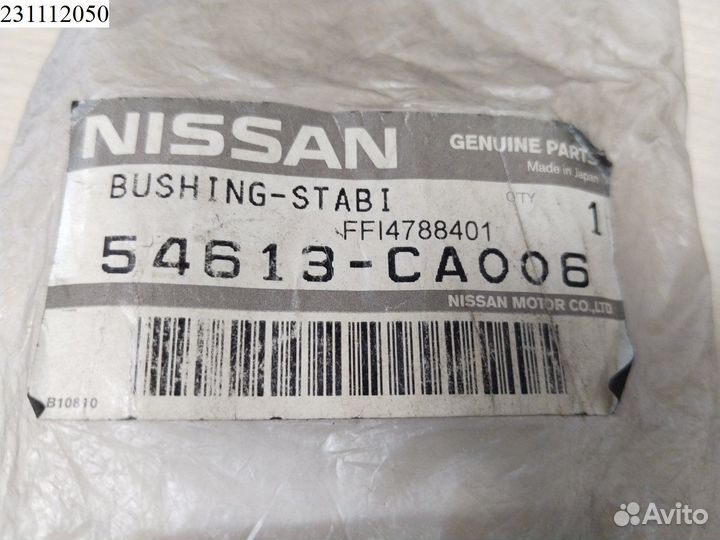 231112050
NISSAN
GENUINE PARTS
Made in Japan
BUSHING-STABI
QTY
1
FFI4788401
54613-CA006
NISSAN MOTOR CO.,LTD.
B10810
Avito